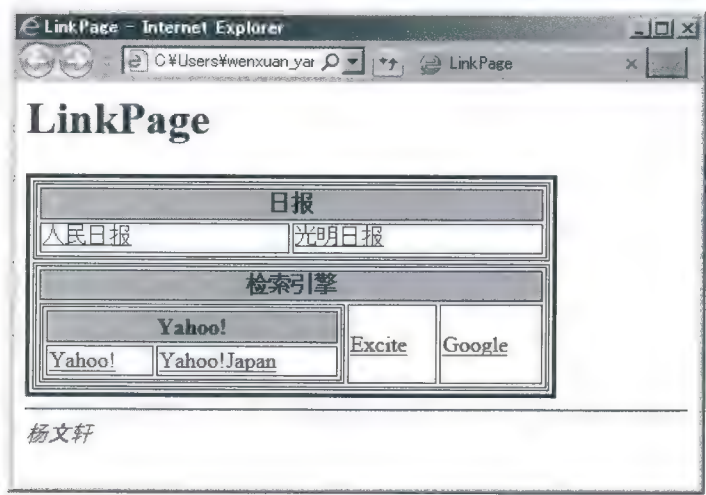 LinkPage - Internet Explorer
C¥Users¥wenxuan_yar LinkPage
LinkPage
日报
人民日报 光明日报
检索引擎
Yahoo!
Yahoo! Yahoo!Japan Excite Google
杨文轩